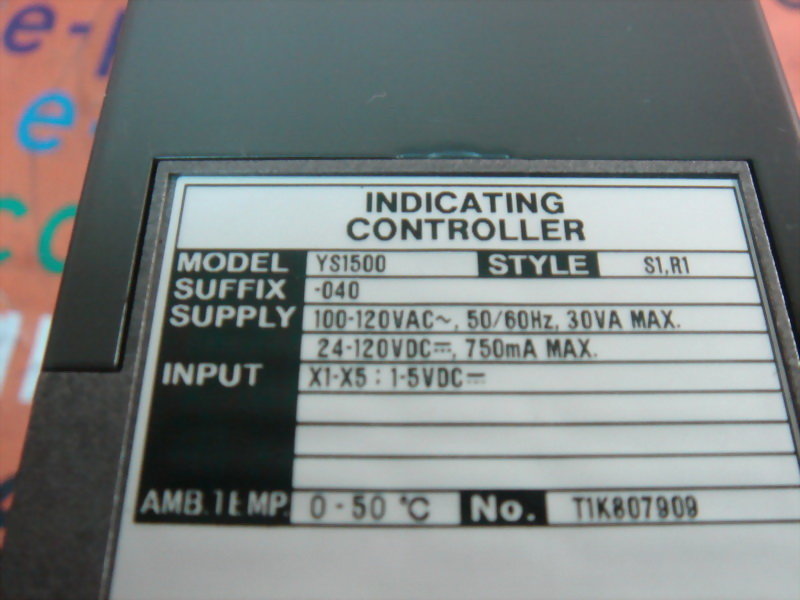 e-p
e-
co
INDICATING
CONTROLLER
MODEL YS1500 STYLE S1,R1
SUFFIX -040
SUPPLY 100-120VAC~, 50/60Hz, 30VA MAX.
24-120VDC⎓, 750mA MAX.
INPUT X1-X5 : 1-5VDC⎓
AMB.TEMP. 0-50 °C No. T1K807909